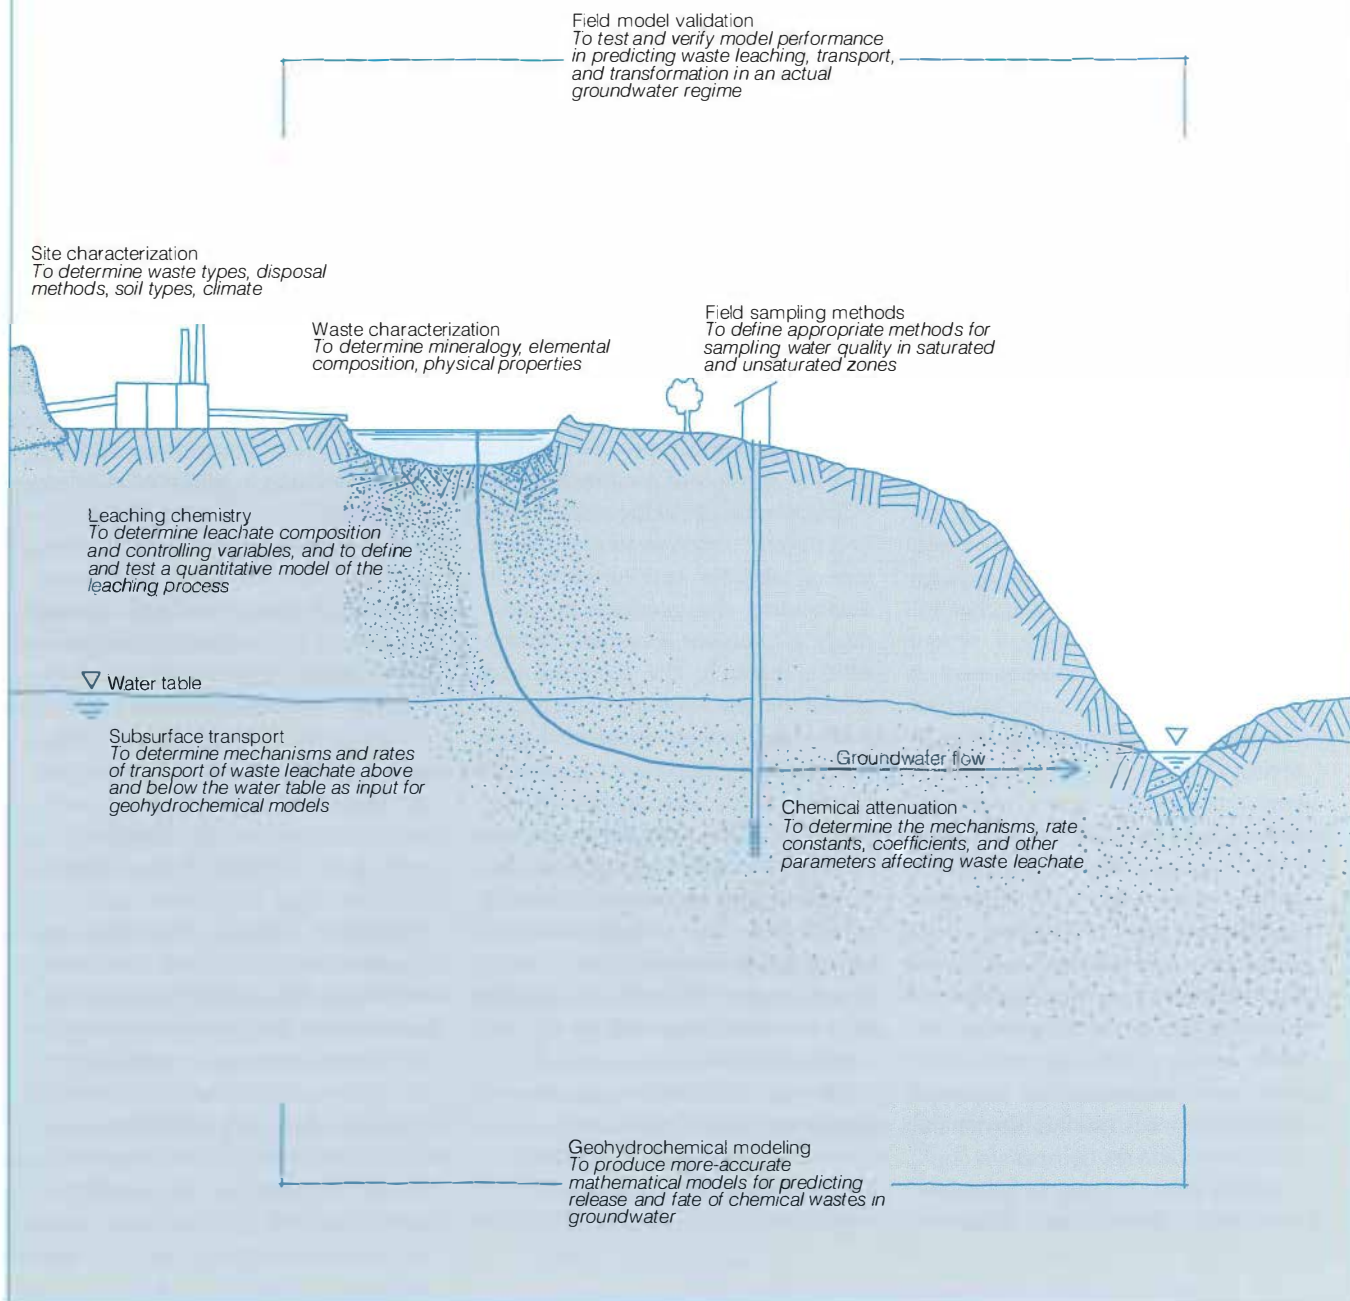 Field model validation
To test and verify model performance
in predicting waste leaching, transport,
and transformation in an actual
groundwater regime
Site characterization
To determine waste types, disposal
methods, soil types, climate
Waste characterization
To determine mineralogy, elemental
composition, physical properties
Field sampling methods
To define appropriate methods for
sampling water quality in saturated
and unsaturated zones
Leaching chemistry
To determine leachate composition
and controlling variables, and to define
and test a quantitative model of the
leaching process
Water table
Subsurface transport
To determine mechanisms and rates
of transport of waste leachate above
and below the water table as input for
geohydrochemical models
Groundwater flow
Chemical attenuation
To determine the mechanisms, rate
constants, coefficients, and other
parameters affecting waste leachate
Geohydrochemical modeling
To produce more-accurate
mathematical models for predicting
release and fate of chemical wastes in
groundwater